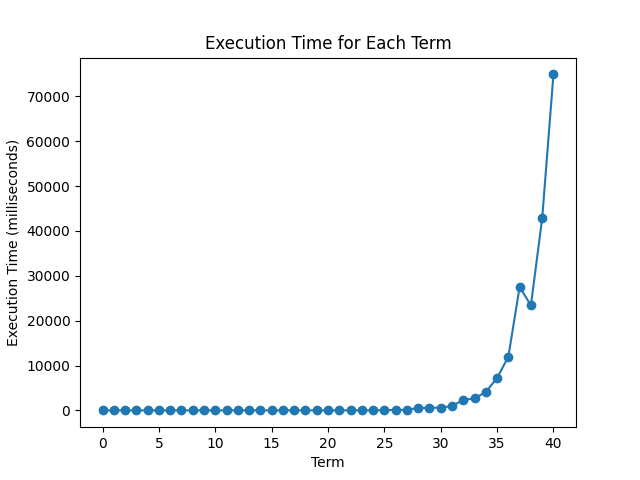 Execution Time for Each Term
Execution Time (milliseconds)
70000
60000
50000
40000
30000
20000
10000
0
0 5 10 15 20 25 30 35 40
Term